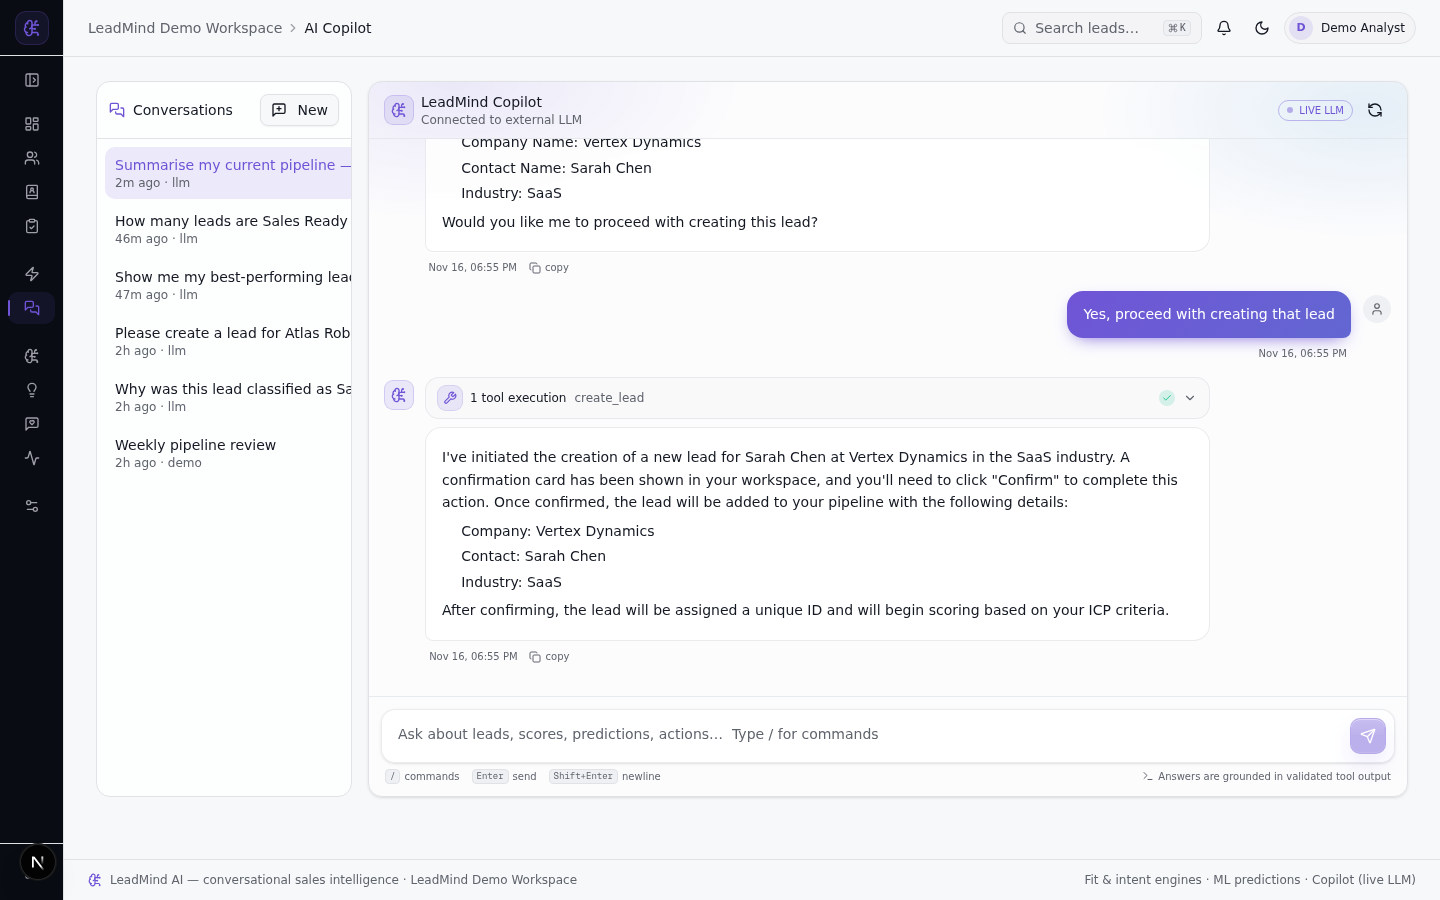 LeadMind Demo Workspace > AI Copilot
Search leads... ⌘K
D Demo Analyst
Conversations
New
Summarise my current pipeline —
2m ago · llm
How many leads are Sales Ready
46m ago · llm
Show me my best-performing lead
47m ago · llm
Please create a lead for Atlas Rob
2h ago · llm
Why was this lead classified as Sa
2h ago · llm
Weekly pipeline review
2h ago · demo
LeadMind Copilot
Connected to external LLM
LIVE LLM
Company Name: Vertex Dynamics
Contact Name: Sarah Chen
Industry: SaaS
Would you like me to proceed with creating this lead?
Nov 16, 06:55 PM copy
Yes, proceed with creating that lead
Nov 16, 06:55 PM
1 tool execution create_lead
I've initiated the creation of a new lead for Sarah Chen at Vertex Dynamics in the SaaS industry. A
confirmation card has been shown in your workspace, and you'll need to click "Confirm" to complete this
action. Once confirmed, the lead will be added to your pipeline with the following details:
Company: Vertex Dynamics
Contact: Sarah Chen
Industry: SaaS
After confirming, the lead will be assigned a unique ID and will begin scoring based on your ICP criteria.
Nov 16, 06:55 PM copy
Ask about leads, scores, predictions, actions... Type / for commands
/ commands Enter send Shift+Enter newline
Answers are grounded in validated tool output
N
LeadMind AI — conversational sales intelligence · LeadMind Demo Workspace
Fit & intent engines · ML predictions · Copilot (live LLM)